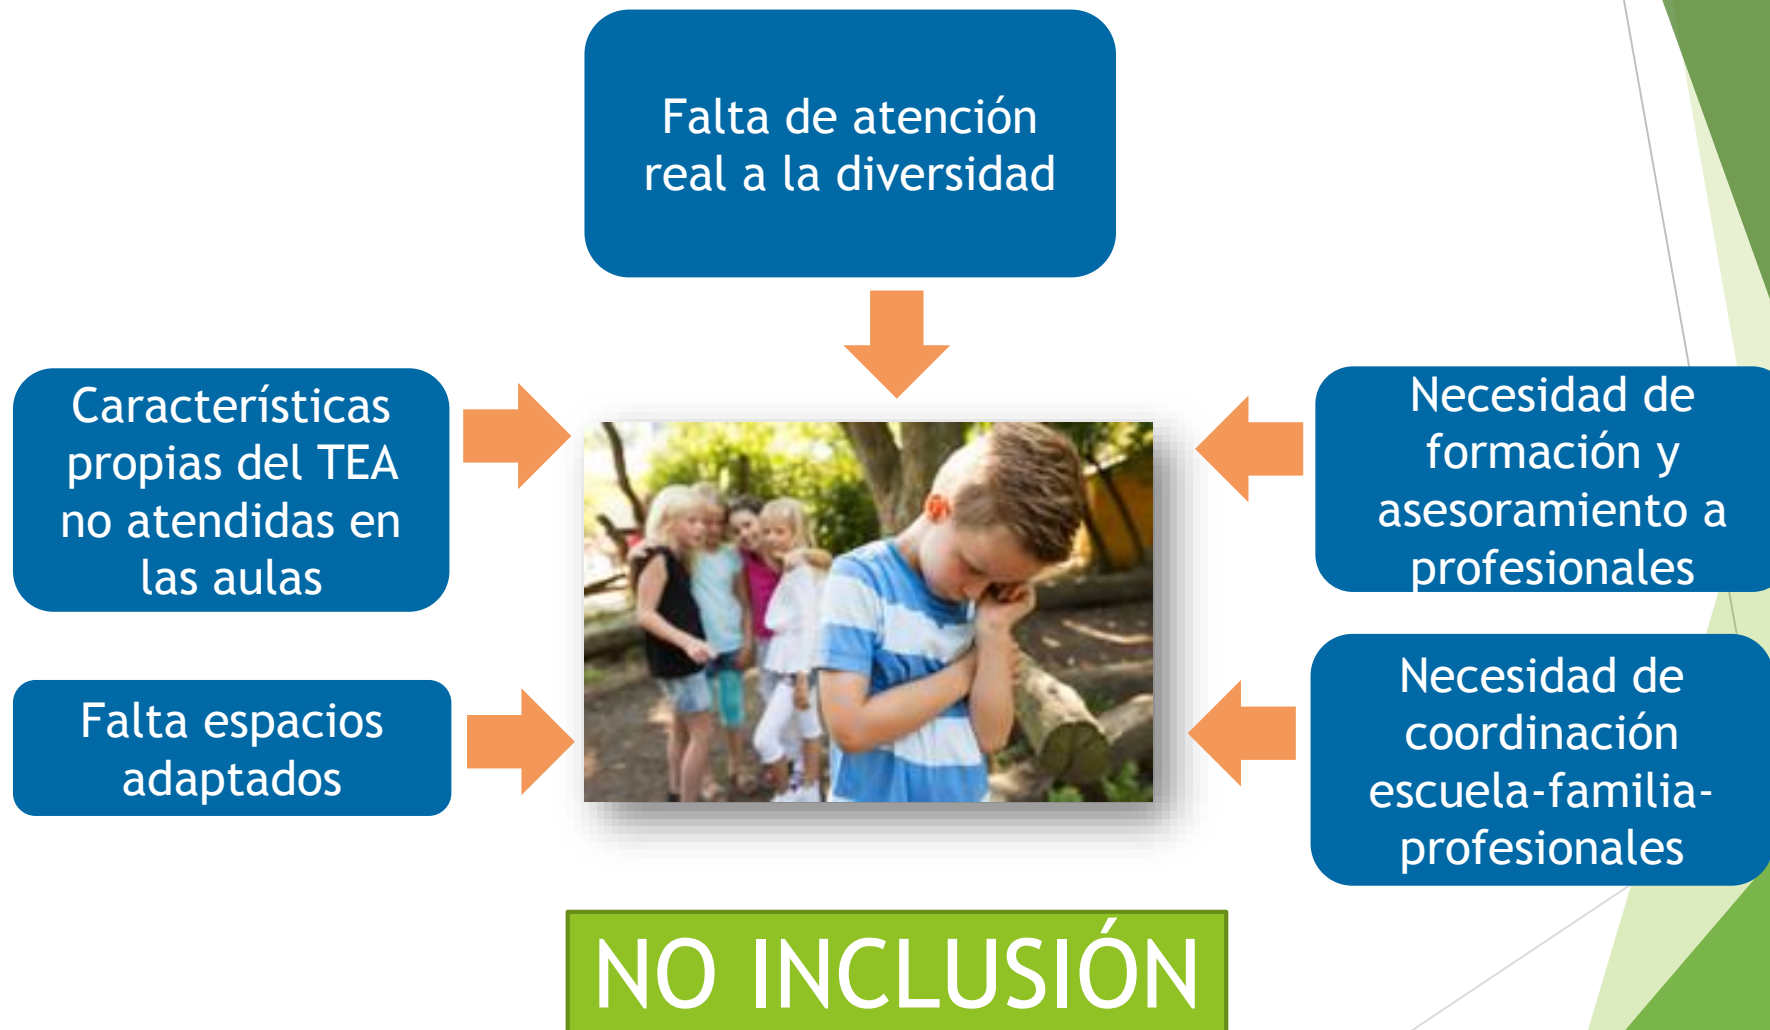 Falta de atención
real a la diversidad
Características
propias del TEA
no atendidas en
las aulas
Necesidad de
formación y
asesoramiento a
profesionales
Falta espacios
adaptados
Necesidad de
coordinación
escuela-familia-
profesionales
NO INCLUSIÓN